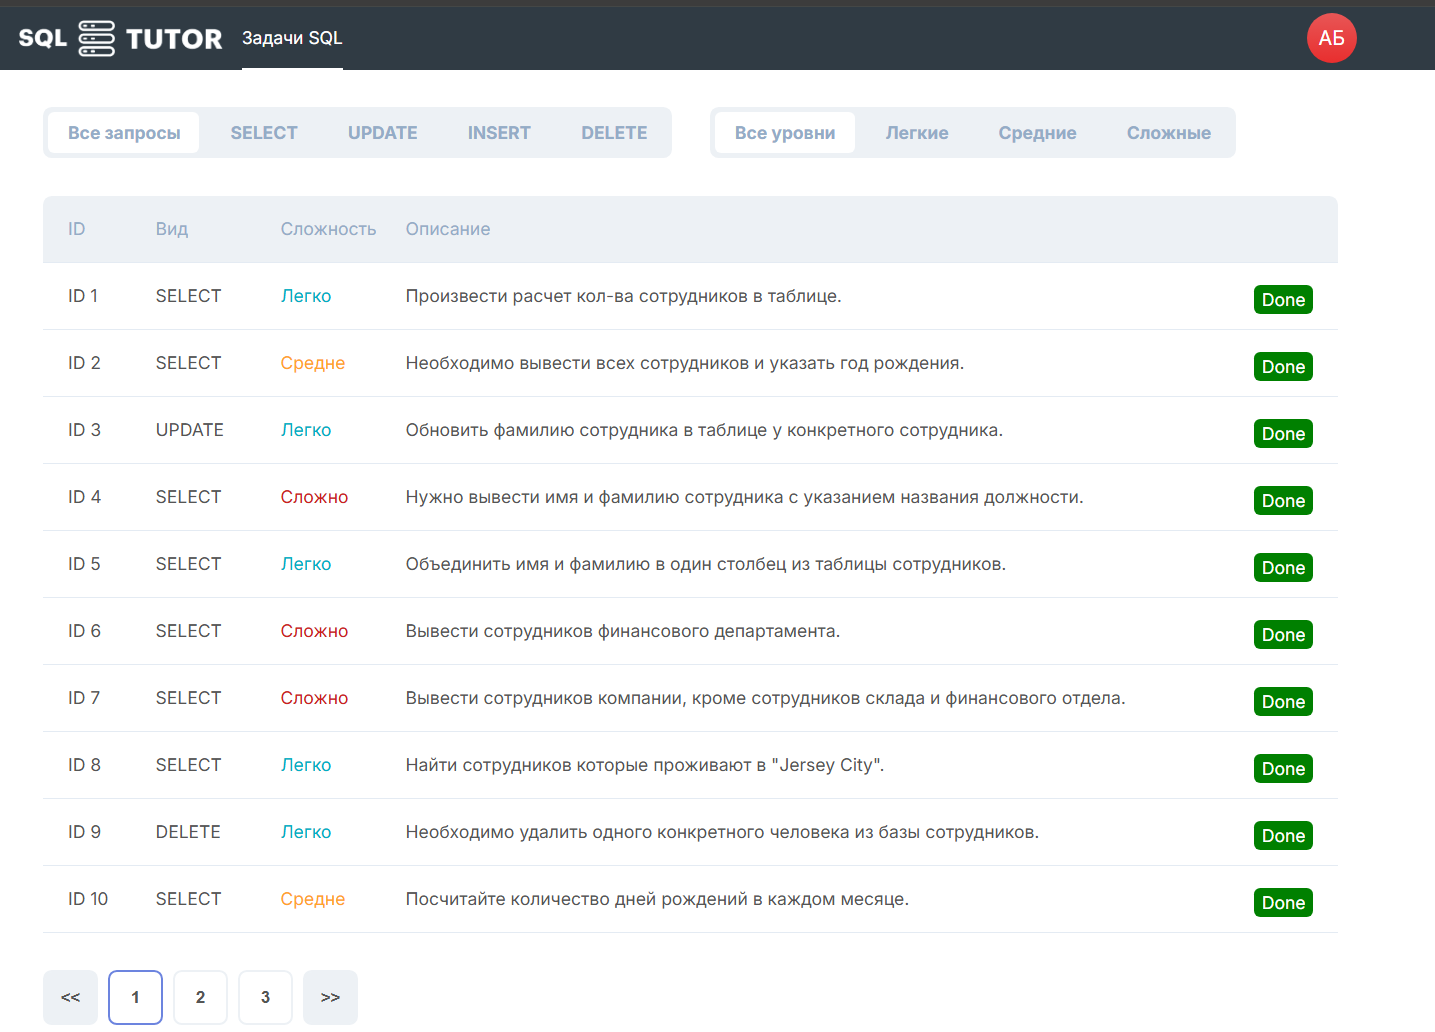 SQL TUTOR Задачи SQL АБ
Все запросы SELECT UPDATE INSERT DELETE Все уровни Легкие Средние Сложные
ID Вид Сложность Описание
ID 1 SELECT Легко Произвести расчет кол-ва сотрудников в таблице. Done
ID 2 SELECT Средне Необходимо вывести всех сотрудников и указать год рождения. Done
ID 3 UPDATE Легко Обновить фамилию сотрудника в таблице у конкретного сотрудника. Done
ID 4 SELECT Сложно Нужно вывести имя и фамилию сотрудника с указанием названия должности. Done
ID 5 SELECT Легко Объединить имя и фамилию в один столбец из таблицы сотрудников. Done
ID 6 SELECT Сложно Вывести сотрудников финансового департамента. Done
ID 7 SELECT Сложно Вывести сотрудников компании, кроме сотрудников склада и финансового отдела. Done
ID 8 SELECT Легко Найти сотрудников которые проживают в "Jersey City". Done
ID 9 DELETE Легко Необходимо удалить одного конкретного человека из базы сотрудников. Done
ID 10 SELECT Средне Посчитайте количество дней рождений в каждом месяце. Done
<< 1 2 3 >>